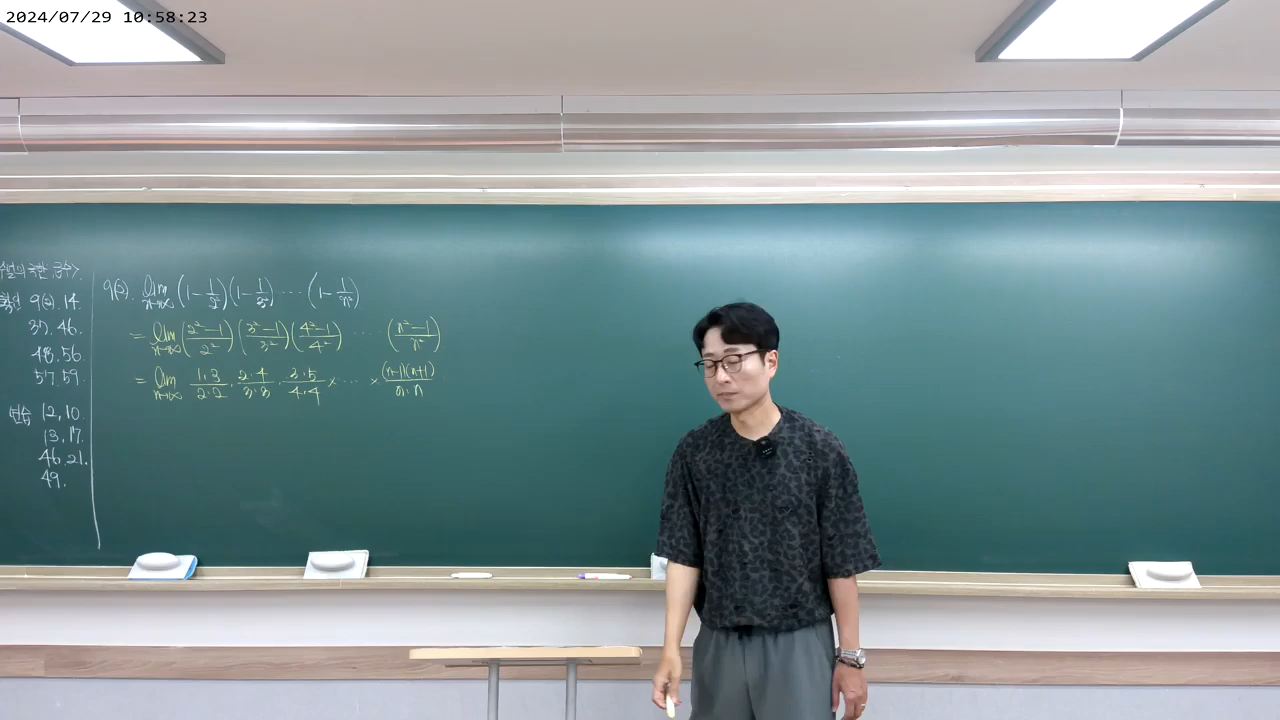 2024/07/29 10:58:23
수열의 극한, 급수>
확인 9(2). 14.
37. 46.
48. 56
57. 59.
연습 12, 10.
13, 17.
46. 21.
49.
9(2). lim n→∞ (1-1/2²)(1-1/3²) ⋯ (1-1/n²)
= lim n→∞ (2²-1/2²)(3²-1/3²)(4²-1/4²) ⋯ (n²-1/n²)
= lim n→∞ 1·3/2·2 · 2·4/3·3 · 3·5/4·4 × ⋯ × (n-1)(n+1)/n·n